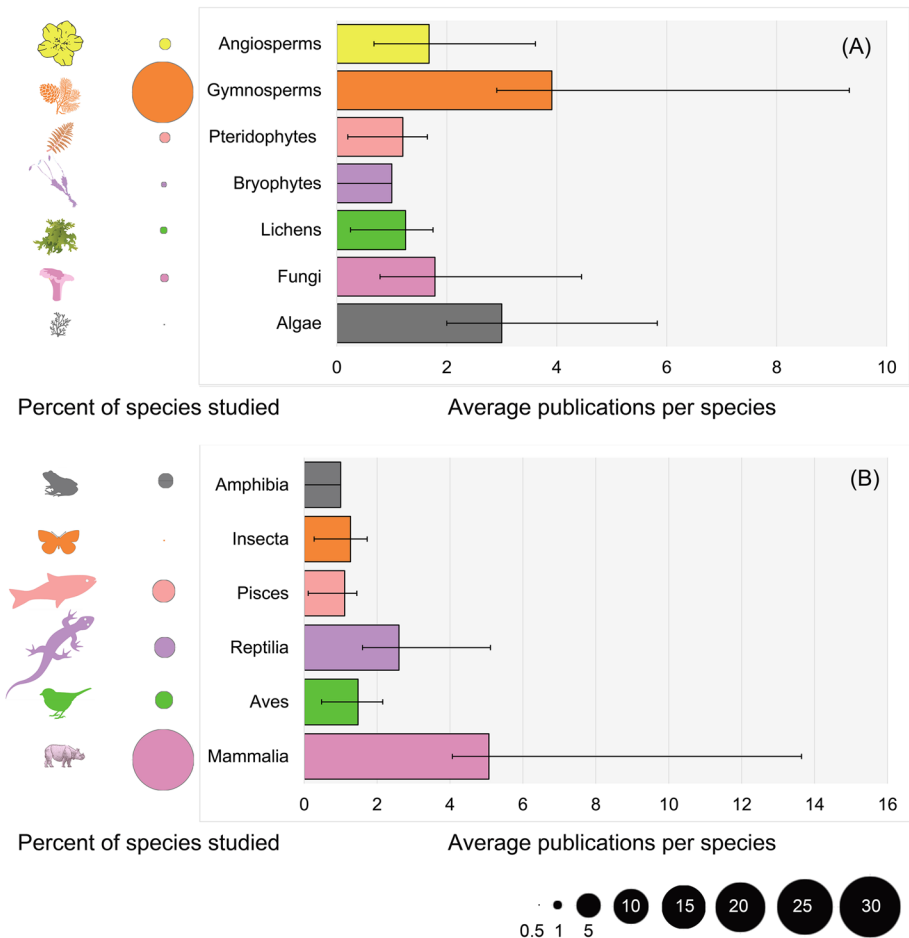 (A)
Angiosperms
Gymnosperms
Pteridophytes
Bryophytes
Lichens
Fungi
Algae
0 2 4 6 8 10
Percent of species studied Average publications per species
(B)
Amphibia
Insecta
Pisces
Reptilia
Aves
Mammalia
0 2 4 6 8 10 12 14 16
Percent of species studied Average publications per species
10 15 20 25 30
0.5 1 5